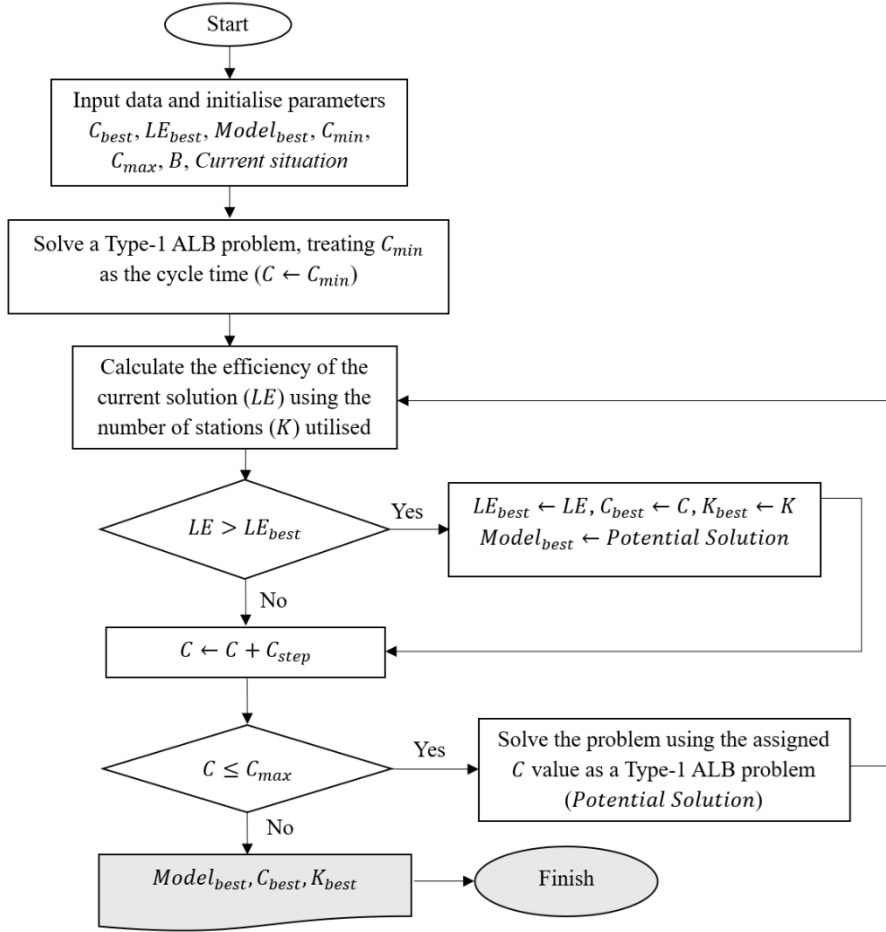 Start
Input data and initialise parameters
C_best, LE_best, Model_best, C_min,
C_max, B, Current situation
Solve a Type-1 ALB problem, treating C_min
as the cycle time (C ← C_min)
Calculate the efficiency of the
current solution (LE) using the
number of stations (K) utilised
LE > LE_best
Yes
LE_best ← LE, C_best ← C, K_best ← K
Model_best ← Potential Solution
No
C ← C + C_step
C ≤ C_max
Yes
Solve the problem using the assigned
C value as a Type-1 ALB problem
(Potential Solution)
No
Model_best, C_best, K_best
Finish